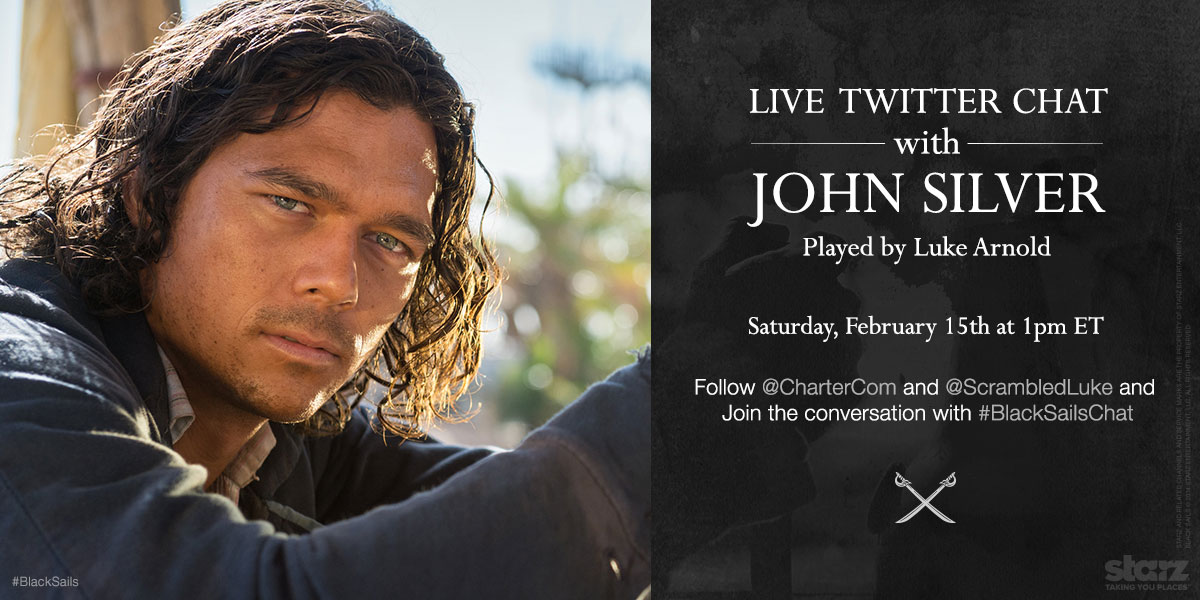 LIVE TWITTER CHAT
with
JOHN SILVER
Played by Luke Arnold
Saturday, February 15th at 1pm ET
Follow @CharterCom and @ScrambledLuke and
Join the conversation with #BlackSailsChat
#BlackSails
starz
TAKING YOU PLACES